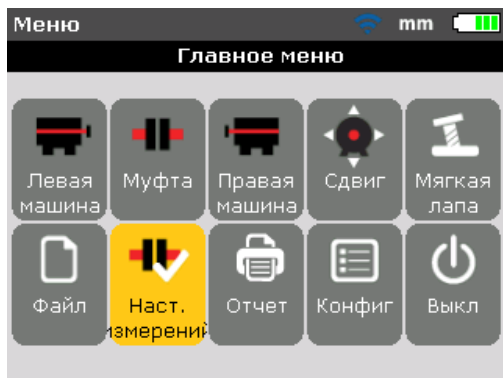 Меню mm
Главное меню
Левая машина Муфта Правая машина Сдвиг Мягкая лапа
Файл Наст. измерений Отчет Конфиг Выкл